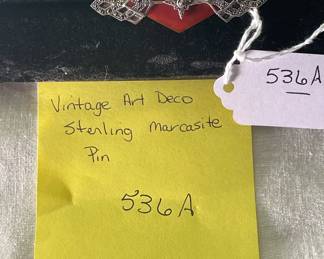 536A
Vintage Art Deco
Sterling marcasite
Pin
536A